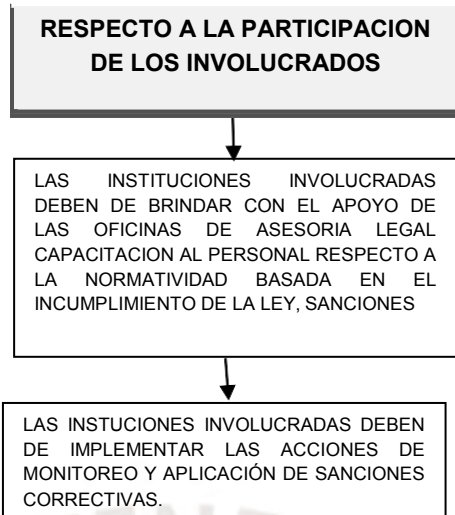 RESPECTO A LA PARTICIPACION
DE LOS INVOLUCRADOS
LAS INSTITUCIONES INVOLUCRADAS
DEBEN DE BRINDAR CON EL APOYO DE
LAS OFICINAS DE ASESORIA LEGAL
CAPACITACION AL PERSONAL RESPECTO A
LA NORMATIVIDAD BASADA EN EL
INCUMPLIMIENTO DE LA LEY, SANCIONES
LAS INSTUCIONES INVOLUCRADAS DEBEN
DE IMPLEMENTAR LAS ACCIONES DE
MONITOREO Y APLICACIÓN DE SANCIONES
CORRECTIVAS.